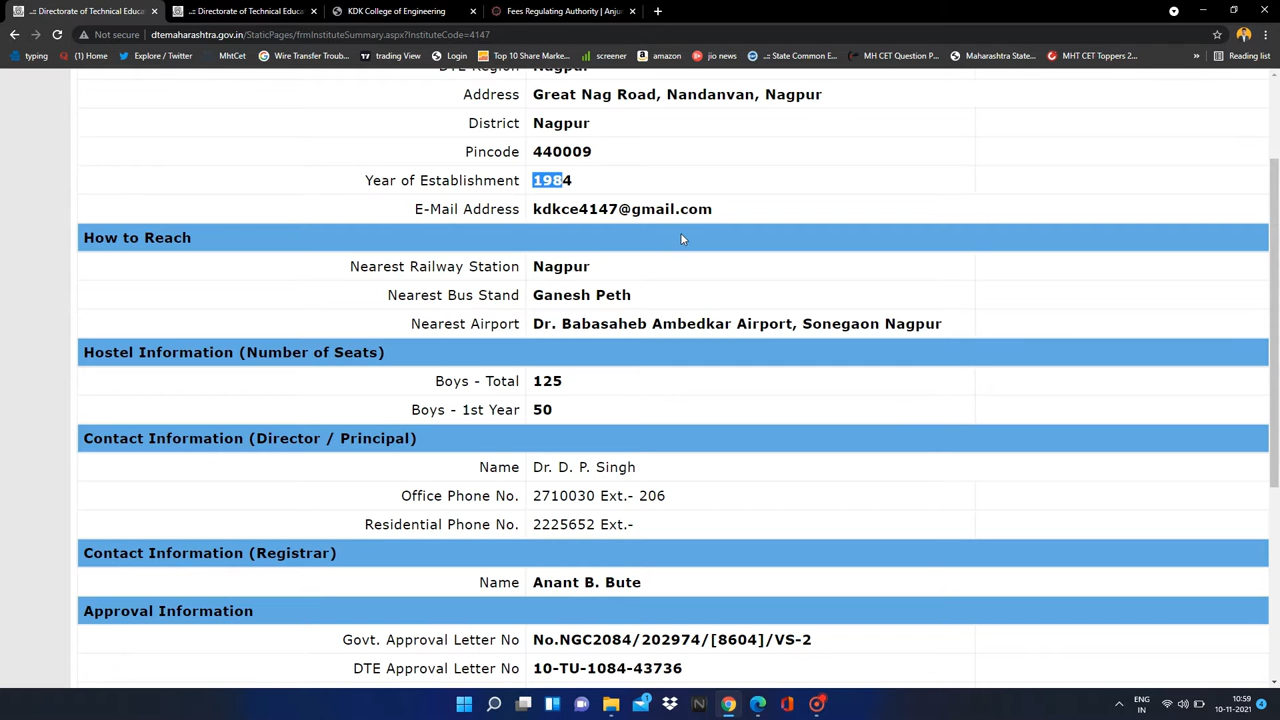 .:: Directorate of Technical Educa
.:: Directorate of Technical Educa
KDK College of Engineering
Fees Regulating Authority | Anju
Not secure
dtemaharashtra.gov.in/StaticPages/frmInstituteSummary.aspx?InstituteCode=4147
typing
(1) Home
Explore / Twitter
MhtCet
Wire Transfer Troub...
trading View
Login
Top 10 Share Market...
screener
amazon
jio news
::State Common E...
MH CET Question P...
Maharashtra State...
MHT CET Toppers 2...
»
Reading list
DTE Region Nagpur
Address Great Nag Road, Nandanvan, Nagpur
District Nagpur
Pincode 440009
Year of Establishment 1984
E-Mail Address kdkce4147@gmail.com
How to Reach
Nearest Railway Station Nagpur
Nearest Bus Stand Ganesh Peth
Nearest Airport Dr. Babasaheb Ambedkar Airport, Sonegaon Nagpur
Hostel Information (Number of Seats)
Boys - Total 125
Boys - 1st Year 50
Contact Information (Director / Principal)
Name Dr. D. P. Singh
Office Phone No. 2710030 Ext.- 206
Residential Phone No. 2225652 Ext.-
Contact Information (Registrar)
Name Anant B. Bute
Approval Information
Govt. Approval Letter No No.NGC2084/202974/[8604]/VS-2
DTE Approval Letter No 10-TU-1084-43736
ENG
IN
10:59
10-11-2021